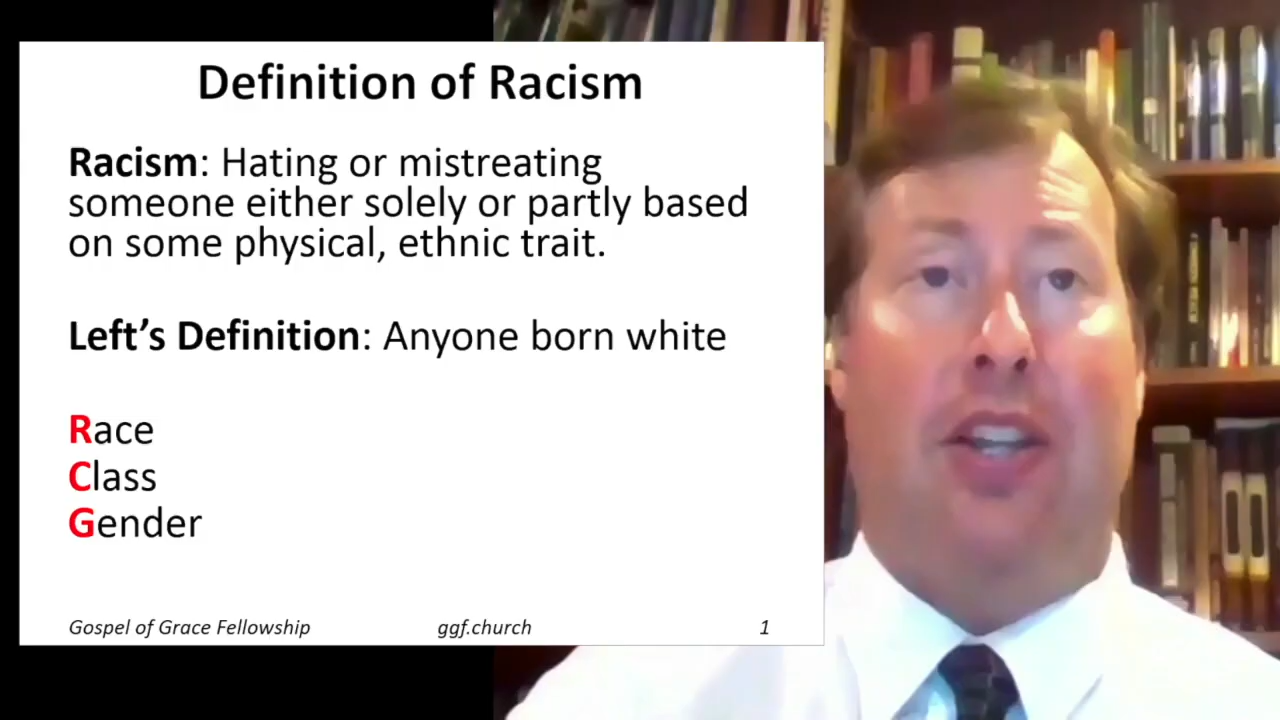 Definition of Racism
Racism: Hating or mistreating
someone either solely or partly based
on some physical, ethnic trait.
Left’s Definition: Anyone born white
Race
Class
Gender
Gospel of Grace Fellowship ggf.church 1